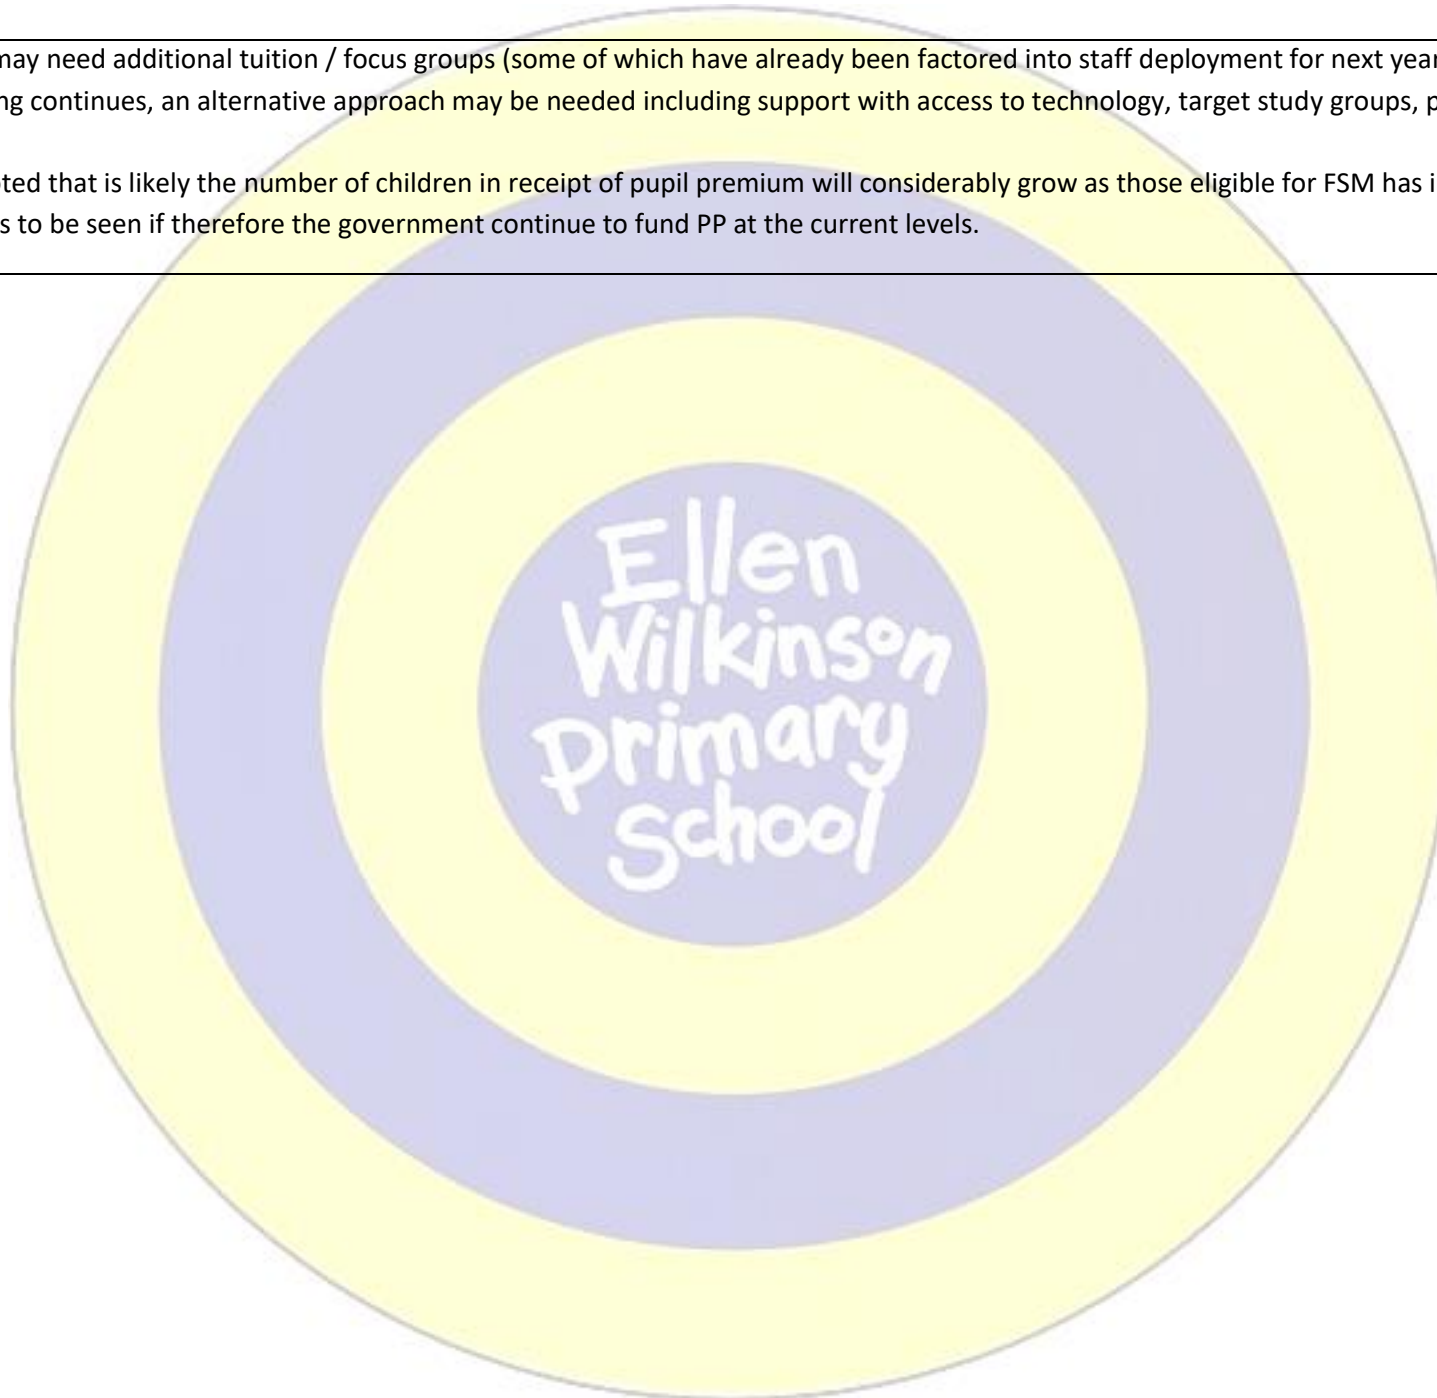 may need additional tuition / focus groups (some of which have already been factored into staff deployment for next year
ng continues, an alternative approach may be needed including support with access to technology, target study groups, p
ted that is likely the number of children in receipt of pupil premium will considerably grow as those eligible for FSM has i
s to be seen if therefore the government continue to fund PP at the current levels.
Ellen
Wilkinson
primary
School